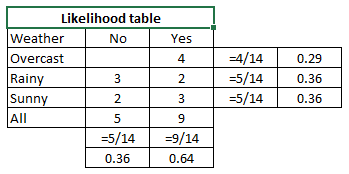 Likelihood table
Weather No Yes
Overcast 4 =4/14 0.29
Rainy 3 2 =5/14 0.36
Sunny 2 3 =5/14 0.36
All 5 9
=5/14 =9/14
0.36 0.64